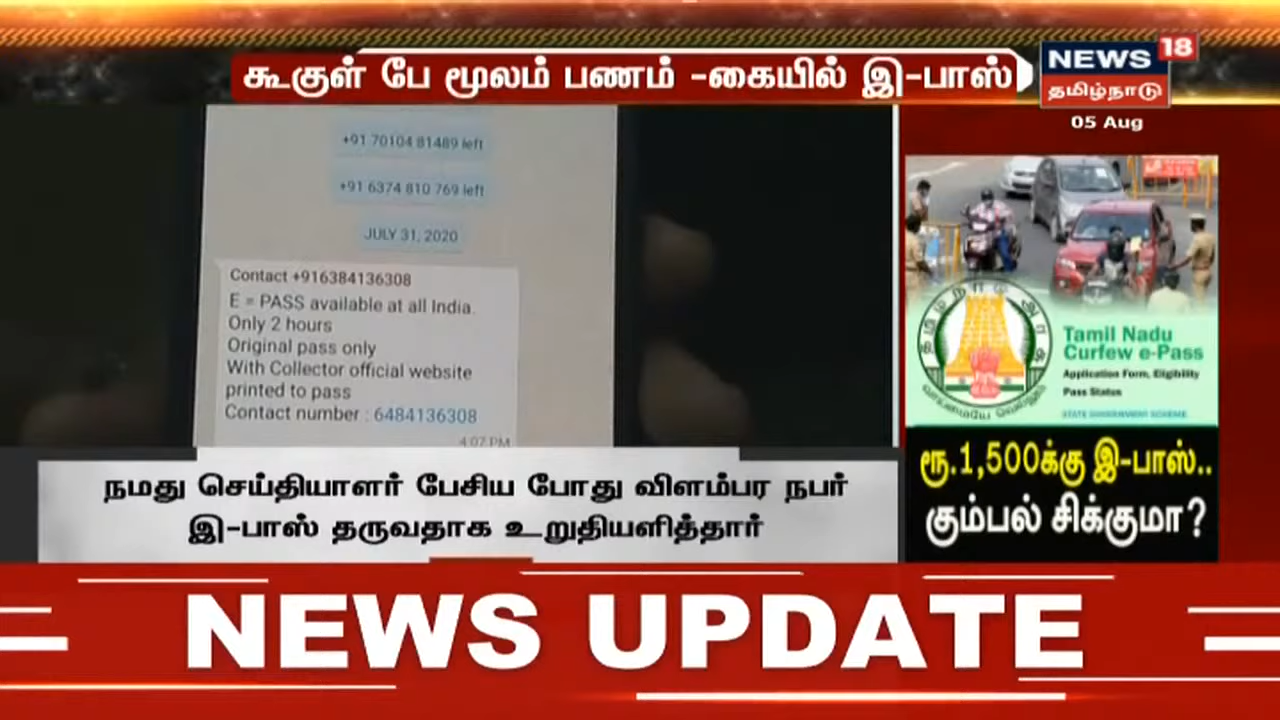 கூகுள் பே மூலம் பணம் -கையில் இ-பாஸ்
NEWS 18
தமிழ்நாடு
05 Aug
+91 70104 81489 left
+91 6374 810 769 left
JULY 31, 2020
Contact +916384136308
E = PASS available at all India.
Only 2 hours
Original pass only
With Collector official website
printed to pass
Contact number : 6484136308
4:07 PM
Tamil Nadu
Curfew e-Pass
Application Form, Eligibility
Pass Status
STATE GOVERNMENT SCHEME
ரூ.1,500க்கு இ-பாஸ்..
கும்பல் சிக்குமா?
நமது செய்தியாளர் பேசிய போது விளம்பர நபர்
இ-பாஸ் தருவதாக உறுதியளித்தார்
NEWS UPDATE